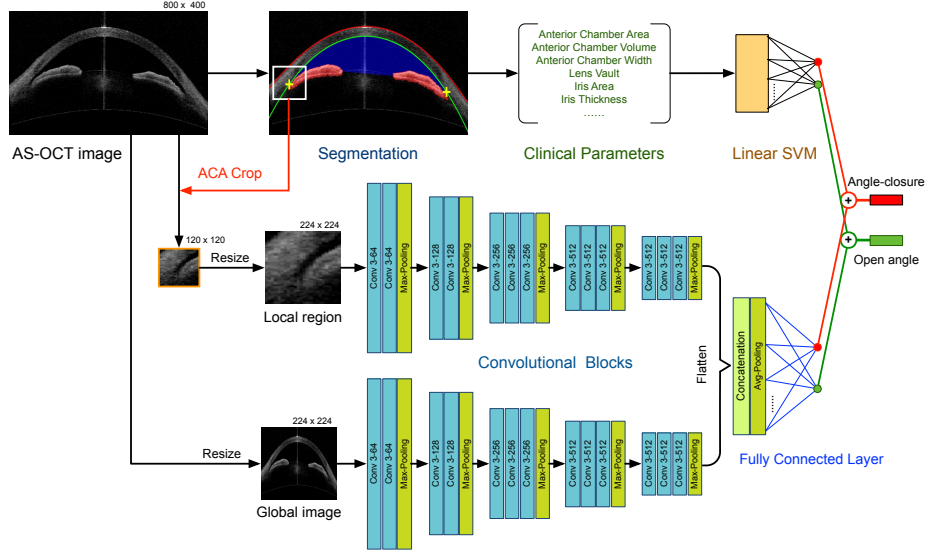 800 x 400
AS-OCT image
Segmentation
Anterior Chamber Area
Anterior Chamber Volume
Anterior Chamber Width
Lens Vault
Iris Area
Iris Thickness
......
Clinical Parameters
Linear SVM
ACA Crop
Angle-closure
+
+
Open angle
120 x 120
Resize
224 x 224
Local region
Conv 3-64
Conv 3-64
Max-Pooling
Conv 3-128
Conv 3-128
Max-Pooling
Conv 3-256
Conv 3-256
Conv 3-256
Max-Pooling
Conv 3-512
Conv 3-512
Conv 3-512
Max-Pooling
Conv 3-512
Conv 3-512
Conv 3-512
Max-Pooling
Convolutional Blocks
Flatten
Concatenation
Avg-Pooling
Fully Connected Layer
Resize
224 x 224
Global image
Conv 3-64
Conv 3-64
Max-Pooling
Conv 3-128
Conv 3-128
Max-Pooling
Conv 3-256
Conv 3-256
Conv 3-256
Max-Pooling
Conv 3-512
Conv 3-512
Conv 3-512
Max-Pooling
Conv 3-512
Conv 3-512
Conv 3-512
Max-Pooling